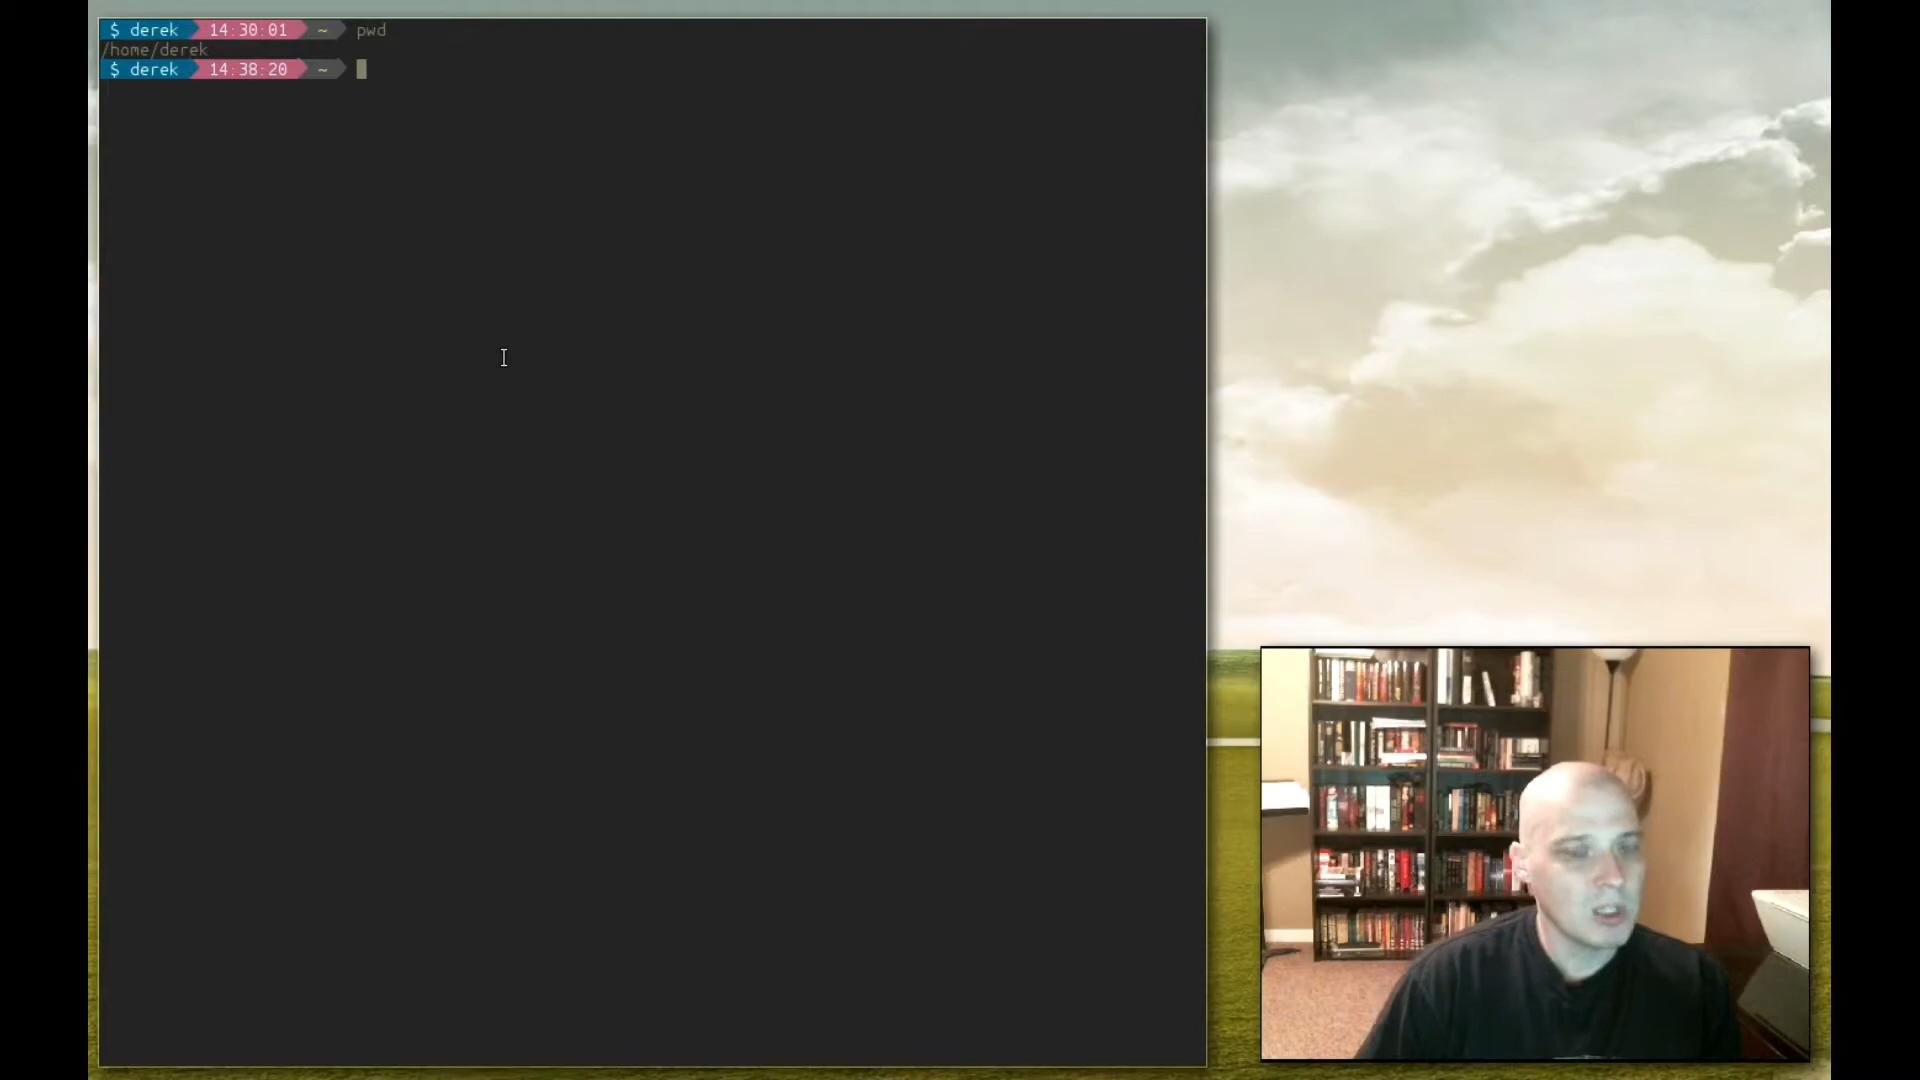 $ derek 14:30:01 ~ pwd
/home/derek
$ derek 14:38:20 ~